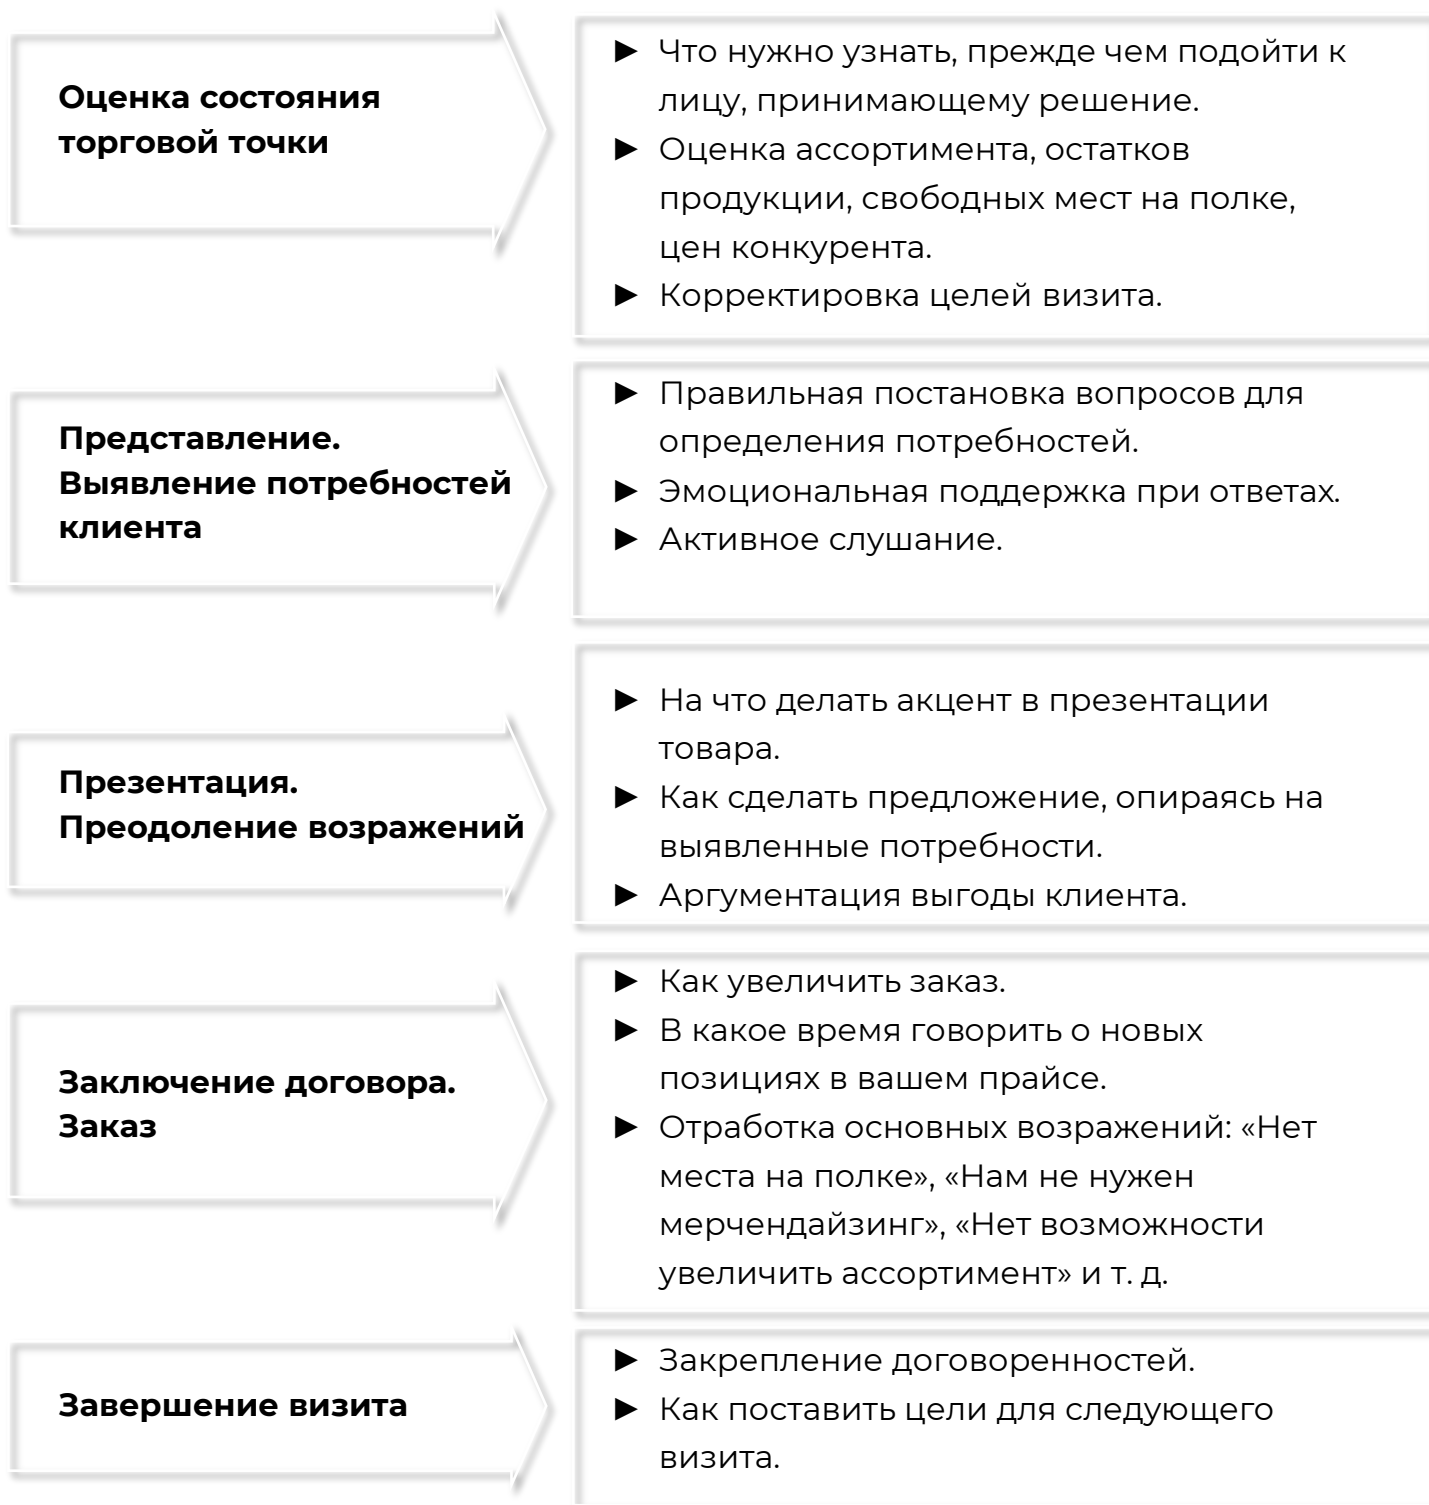 Оценка состояния
торговой точки
► Что нужно узнать, прежде чем подойти к
лицу, принимающему решение.
► Оценка ассортимента, остатков
продукции, свободных мест на полке,
цен конкурента.
► Корректировка целей визита.
Представление.
Выявление потребностей
клиента
► Правильная постановка вопросов для
определения потребностей.
► Эмоциональная поддержка при ответах.
► Активное слушание.
Презентация.
Преодоление возражений
► На что делать акцент в презентации
товара.
► Как сделать предложение, опираясь на
выявленные потребности.
► Аргументация выгоды клиента.
Заключение договора.
Заказ
► Как увеличить заказ.
► В какое время говорить о новых
позициях в вашем прайсе.
► Отработка основных возражений: «Нет
места на полке», «Нам не нужен
мерчендайзинг», «Нет возможности
увеличить ассортимент» и т. д.
Завершение визита
► Закрепление договоренностей.
► Как поставить цели для следующего
визита.